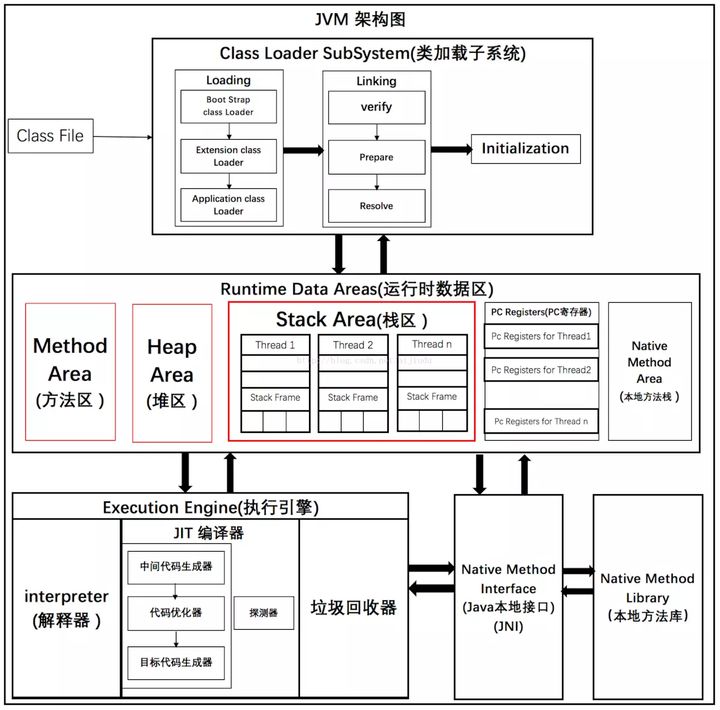 JVM 架构图
Class Loader SubSystem(类加载子系统)
Loading
Boot Strap
class Loader
Extension class
Loader
Application class
Loader
Linking
verify
Prepare
Resolve
Initialization
Class File
Runtime Data Areas(运行时数据区)
Method
Area
(方法区)
Heap
Area
(堆区)
Stack Area(栈区)
Thread 1
Stack Frame
Thread 2
Stack Frame
Thread n
Stack Frame
PC Registers(PC寄存器)
Pc Registers for Thread1
PC Registers for Thread2
Pc Registers for Thread n
Native
Method
Area
(本地方法栈)
Execution Engine(执行引擎)
interpreter
(解释器)
JIT 编译器
中间代码生成器
代码优化器
目标代码生成器
探测器
垃圾回收器
Native Method
Interface
(Java本地接口)
(JNI)
Native Method
Library
(本地方法库)